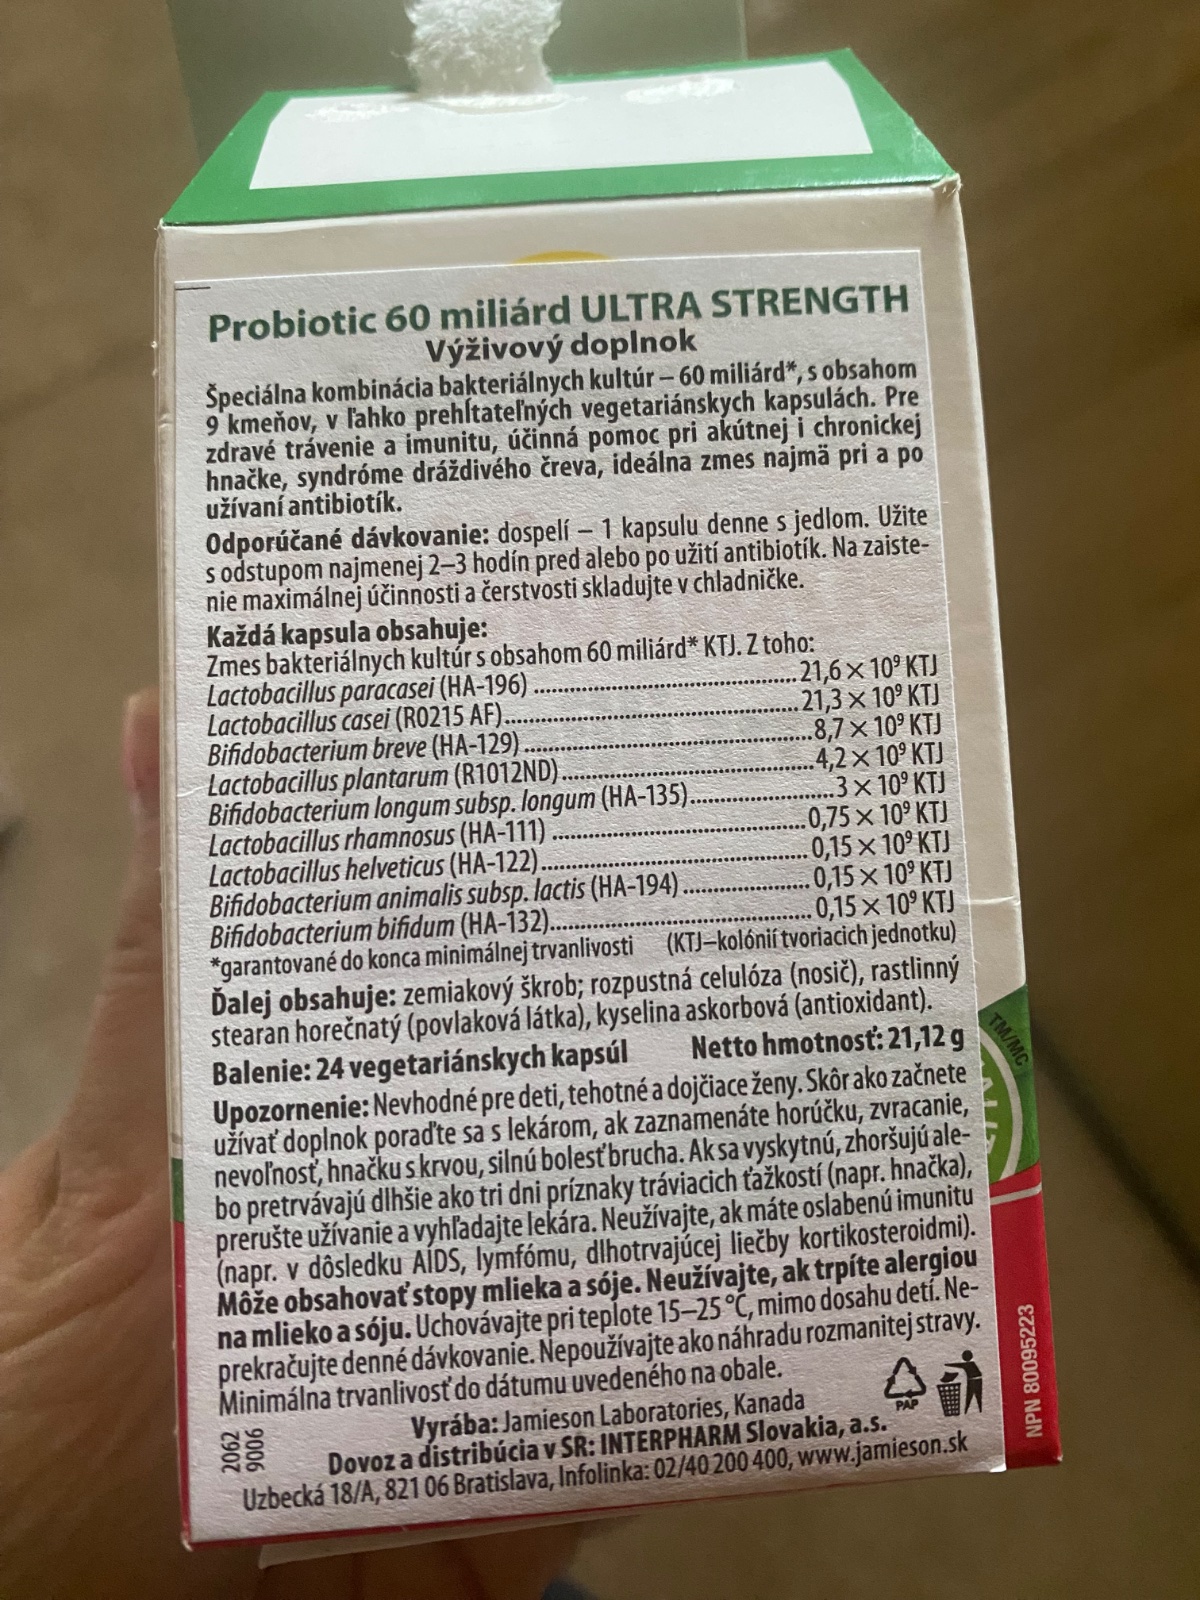 Probiotic 60 miliárd ULTRA STRENGTH
Výživový doplnok
Špeciálna kombinácia bakteriálnych kultúr – 60 miliárd*, s obsahom
9 kmeňov, v ľahko prehĺtateľných vegetariánskych kapsulách. Pre
zdravé trávenie a imunitu, účinná pomoc pri akútnej i chronickej
hnačke, syndróme dráždivého čreva, ideálna zmes najmä pri a po
užívaní antibiotík.
Odporúčané dávkovanie: dospelí – 1 kapsulu denne s jedlom. Užite
s odstupom najmenej 2–3 hodín pred alebo po užití antibiotík. Na zaiste-
nie maximálnej účinnosti a čerstvosti skladujte v chladničke.
Každá kapsula obsahuje:
Zmes bakteriálnych kultúr s obsahom 60 miliárd* KTJ. Z toho:
Lactobacillus paracasei (HA-196) ........ 21,6 × 10⁹ KTJ
Lactobacillus casei (R0215 AF)........ 21,3 × 10⁹ KTJ
Bifidobacterium breve (HA-129) ........ 8,7 × 10⁹ KTJ
Lactobacillus plantarum (R1012ND)........ 4,2 × 10⁹ KTJ
Bifidobacterium longum subsp. longum (HA-135)........ 3 × 10⁹ KTJ
Lactobacillus rhamnosus (HA-111) ........ 0,75 × 10⁹ KTJ
Lactobacillus helveticus (HA-122)........ 0,15 × 10⁹ KTJ
Bifidobacterium animalis subsp. lactis (HA-194) ........ 0,15 × 10⁹ KTJ
Bifidobacterium bifidum (HA-132)........ 0,15 × 10⁹ KTJ
*garantované do konca minimálnej trvanlivosti (KTJ–kolónií tvoriacich jednotku)
Ďalej obsahuje: zemiakový škrob; rozpustná celulóza (nosič), rastlinný
stearan horečnatý (povlaková látka), kyselina askorbová (antioxidant).
Balenie: 24 vegetariánskych kapsúl Netto hmotnosť: 21,12 g
Upozornenie: Nevhodné pre deti, tehotné a dojčiace ženy. Skôr ako začnete
užívať doplnok poraďte sa s lekárom, ak zaznamenáte horúčku, zvracanie,
nevoľnosť, hnačku s krvou, silnú bolesť brucha. Ak sa vyskytnú, zhoršujú ale-
bo pretrvávajú dlhšie ako tri dni príznaky tráviacich ťažkostí (napr. hnačka),
prerušte užívanie a vyhľadajte lekára. Neužívajte, ak máte oslabenú imunitu
(napr. v dôsledku AIDS, lymfómu, dlhotrvajúcej liečby kortikosteroidmi).
Môže obsahovať stopy mlieka a sóje. Neužívajte, ak trpíte alergiou
na mlieko a sóju. Uchovávajte pri teplote 15–25 °C, mimo dosahu detí. Ne-
prekračujte denné dávkovanie. Nepoužívajte ako náhradu rozmanitej stravy.
Minimálna trvanlivosť do dátumu uvedeného na obale.
Vyrába: Jamieson Laboratories, Kanada
Dovoz a distribúcia v SR: INTERPHARM Slovakia, a.s.
Uzbecká 18/A, 821 06 Bratislava, Infolinka: 02/40 200 400, www.jamieson.sk
2062
9006
PAP
TM/MC
NPN 80095223